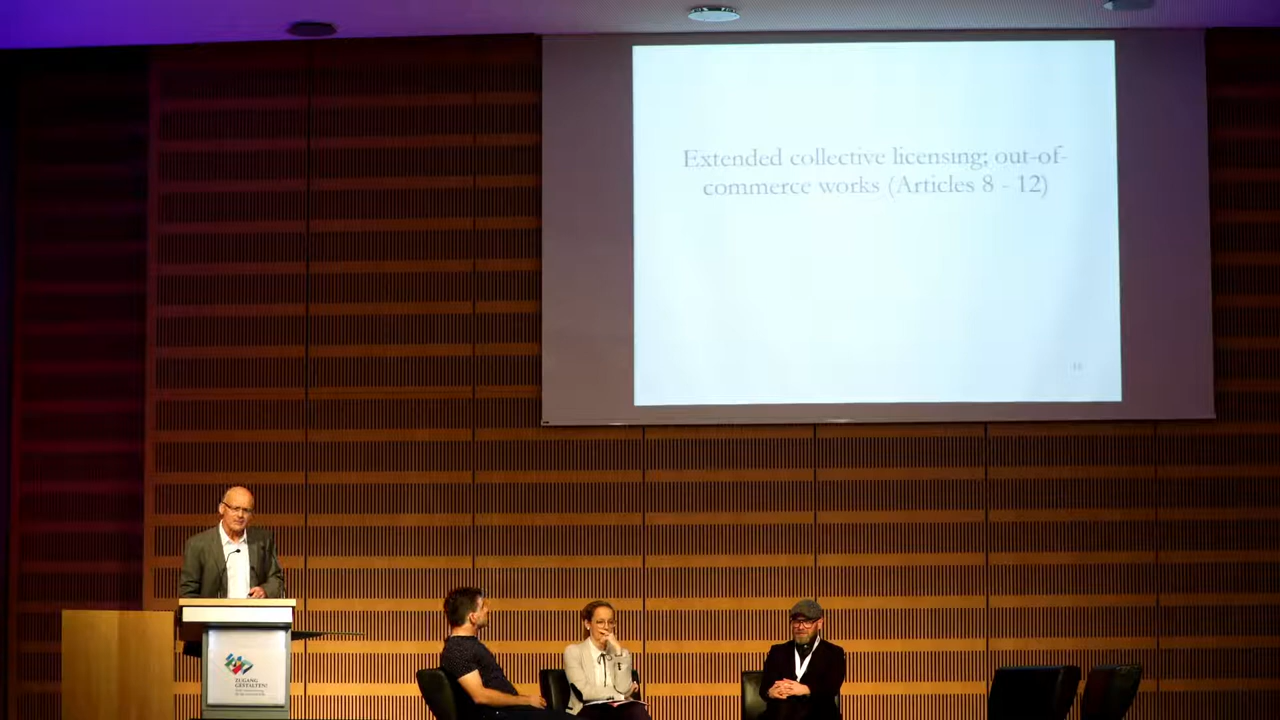 Extended collective licensing; out-of-
commerce works (Articles 8 - 12)
ZUGANG
GESTALTEN!